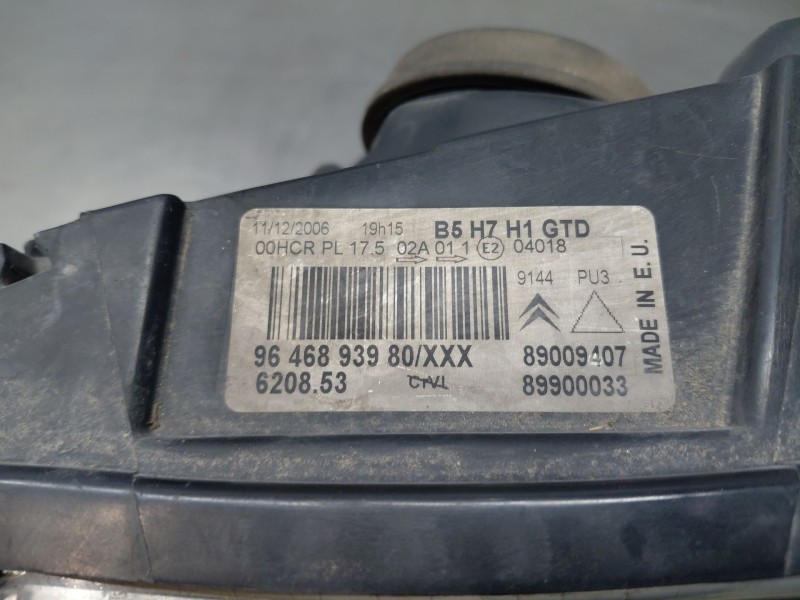 11/12/2006 19h15 B5 H7 H1 GTD
00HCR PL 17.5 02A 01 1 E2 04018
9144 PU3
96 468 939 80/XXX 89009407
6208.53 89900033
MADE IN E.U.